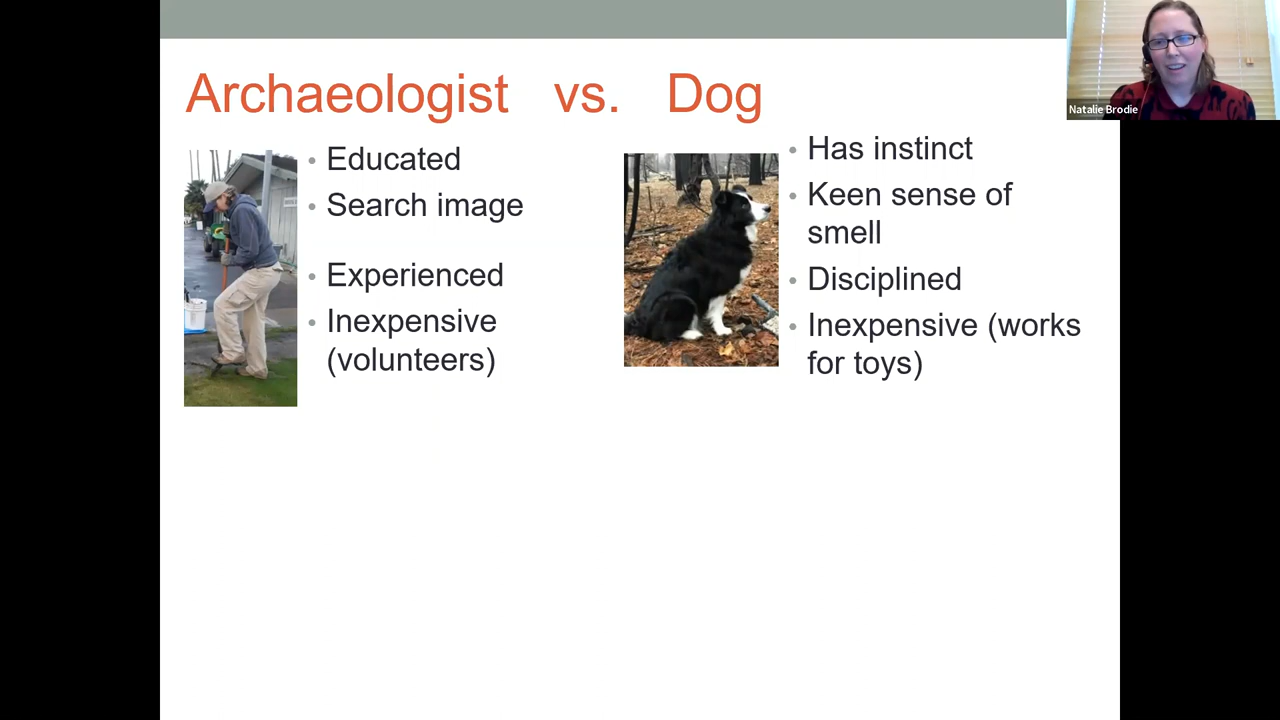 Natalie Brodie
Archaeologist vs. Dog
• Educated
• Search image
• Experienced
• Inexpensive
(volunteers)
• Has instinct
• Keen sense of
smell
• Disciplined
• Inexpensive (works
for toys)